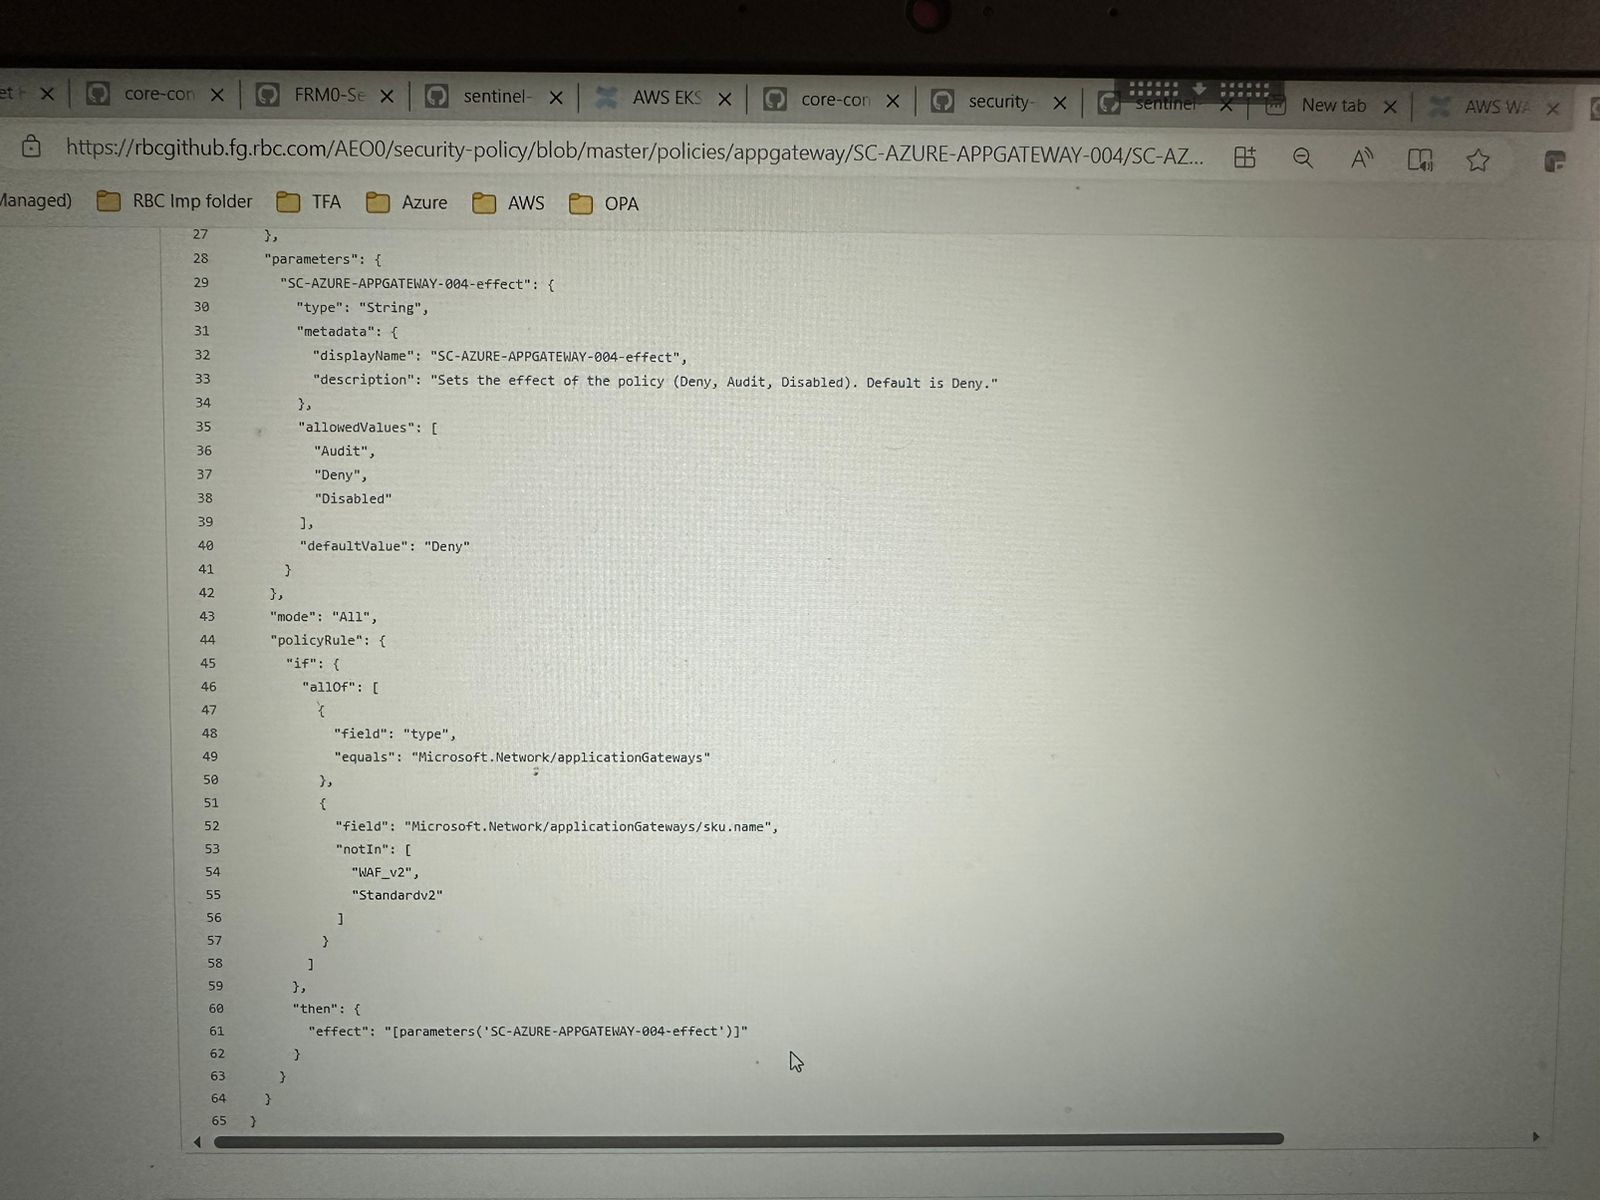 et core-con FRM0-Se sentinel- AWS EKS core-con security- sentinel- New tab AWS WA
https://rbcgithub.fg.rbc.com/AEO0/security-policy/blob/master/policies/appgateway/SC-AZURE-APPGATEWAY-004/SC-AZ...
Managed) RBC Imp folder TFA Azure AWS OPA
27 },
28 "parameters": {
29 "SC-AZURE-APPGATEWAY-004-effect": {
30 "type": "String",
31 "metadata": {
32 "displayName": "SC-AZURE-APPGATEWAY-004-effect",
33 "description": "Sets the effect of the policy (Deny, Audit, Disabled). Default is Deny."
34 },
35 "allowedValues": [
36 "Audit",
37 "Deny",
38 "Disabled"
39 ],
40 "defaultValue": "Deny"
41 }
42 },
43 "mode": "All",
44 "policyRule": {
45 "if": {
46 "allOf": [
47 {
48 "field": "type",
49 "equals": "Microsoft.Network/applicationGateways"
50 },
51 {
52 "field": "Microsoft.Network/applicationGateways/sku.name",
53 "notIn": [
54 "WAF_v2",
55 "Standardv2"
56 ]
57 }
58 ]
59 },
60 "then": {
61 "effect": "[parameters('SC-AZURE-APPGATEWAY-004-effect')]"
62 }
63 }
64 }
65 }